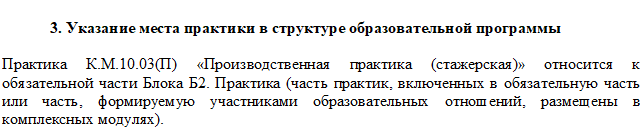 3. Указание места практики в структуре образовательной программы
Практика К.М.10.03(П) «Производственная практика (стажерская)» относится к
обязательной части Блока Б2. Практика (часть практик, включенных в обязательную часть
или часть, формируемую участниками образовательных отношений, размещены в
комплексных модулях).